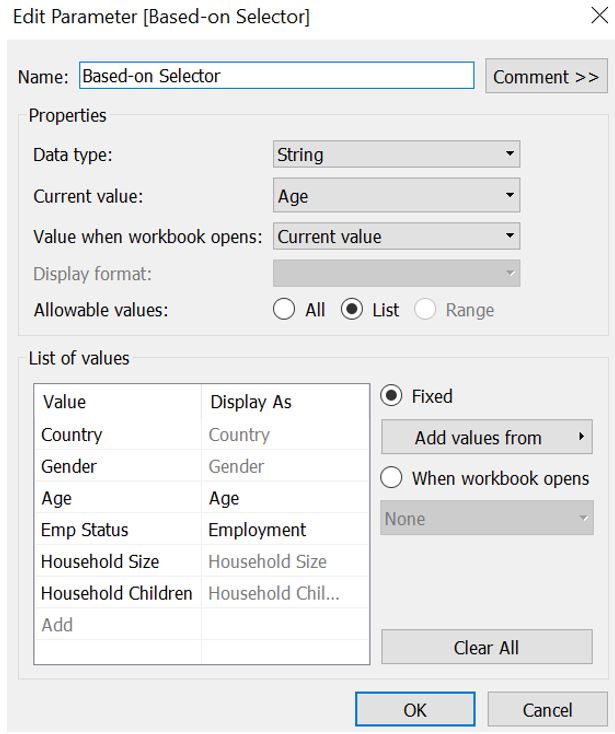 Edit Parameter [Based-on Selector]
Name: Based-on Selector Comment >>
Properties
Data type: String
Current value: Age
Value when workbook opens: Current value
Display format:
Allowable values: All List Range
List of values
Value Display As
Country Country
Gender Gender
Age Age
Emp Status Employment
Household Size Household Size
Household Children Household Chil...
Add
Fixed
Add values from
When workbook opens
None
Clear All
OK Cancel